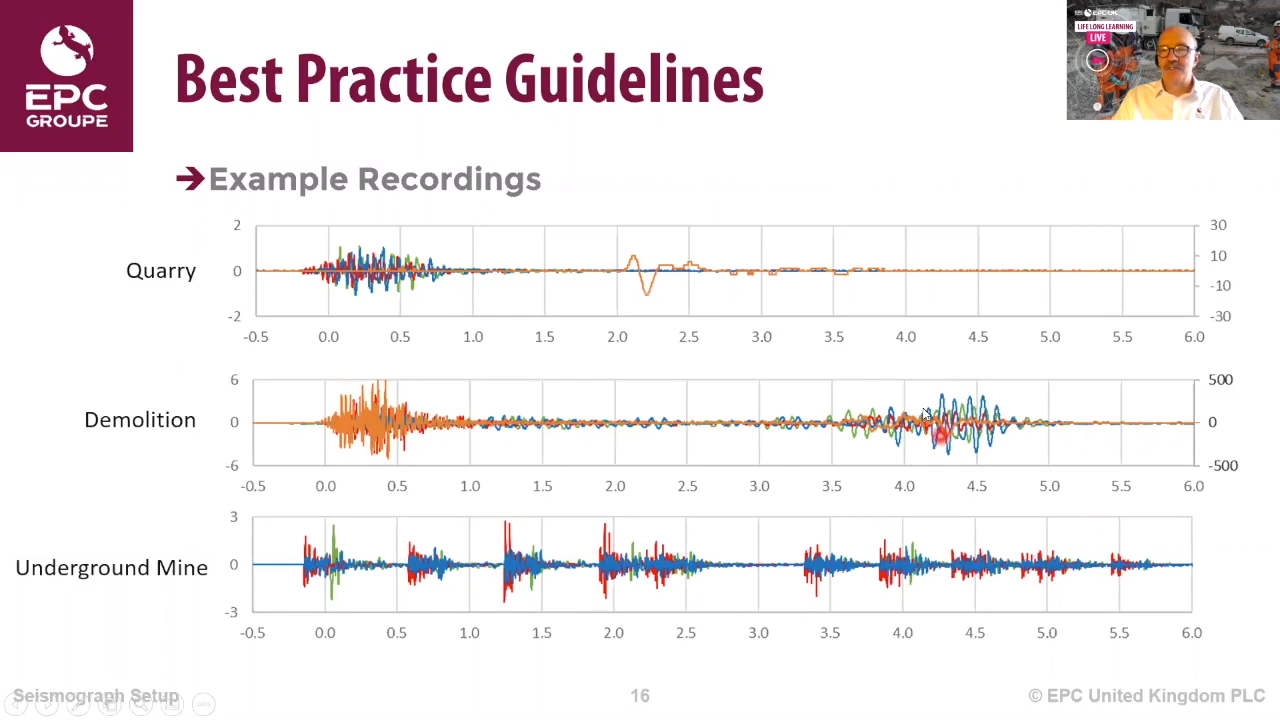 EPC
GROUPE
Best Practice Guidelines
EPC-UK
LIFE LONG LEARNING
LIVE
Example Recordings
Quarry
2
0
-2
30
10
-10
-30
-0.5 0.0 0.5 1.0 1.5 2.0 2.5 3.0 3.5 4.0 4.5 5.0 5.5 6.0
Demolition
6
0
-6
500
0
-500
-0.5 0.0 0.5 1.0 1.5 2.0 2.5 3.0 3.5 4.0 4.5 5.0 5.5 6.0
Underground Mine
3
0
-3
-0.5 0.0 0.5 1.0 1.5 2.0 2.5 3.0 3.5 4.0 4.5 5.0 5.5 6.0
Seismograph Setup
16
© EPC United Kingdom PLC